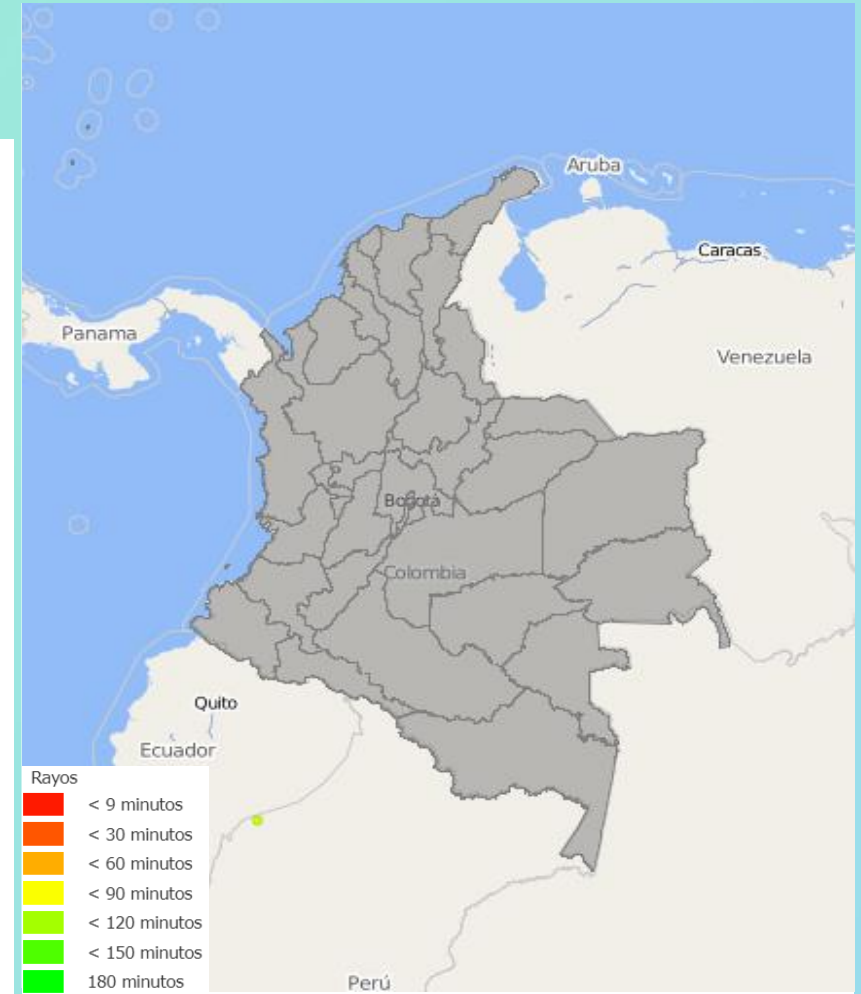 Aruba
Caracas
Panama
Venezuela
Bogotá
Colombia
Quito
Ecuador
Rayos
< 9 minutos
< 30 minutos
< 60 minutos
< 90 minutos
< 120 minutos
< 150 minutos
180 minutos
Perú